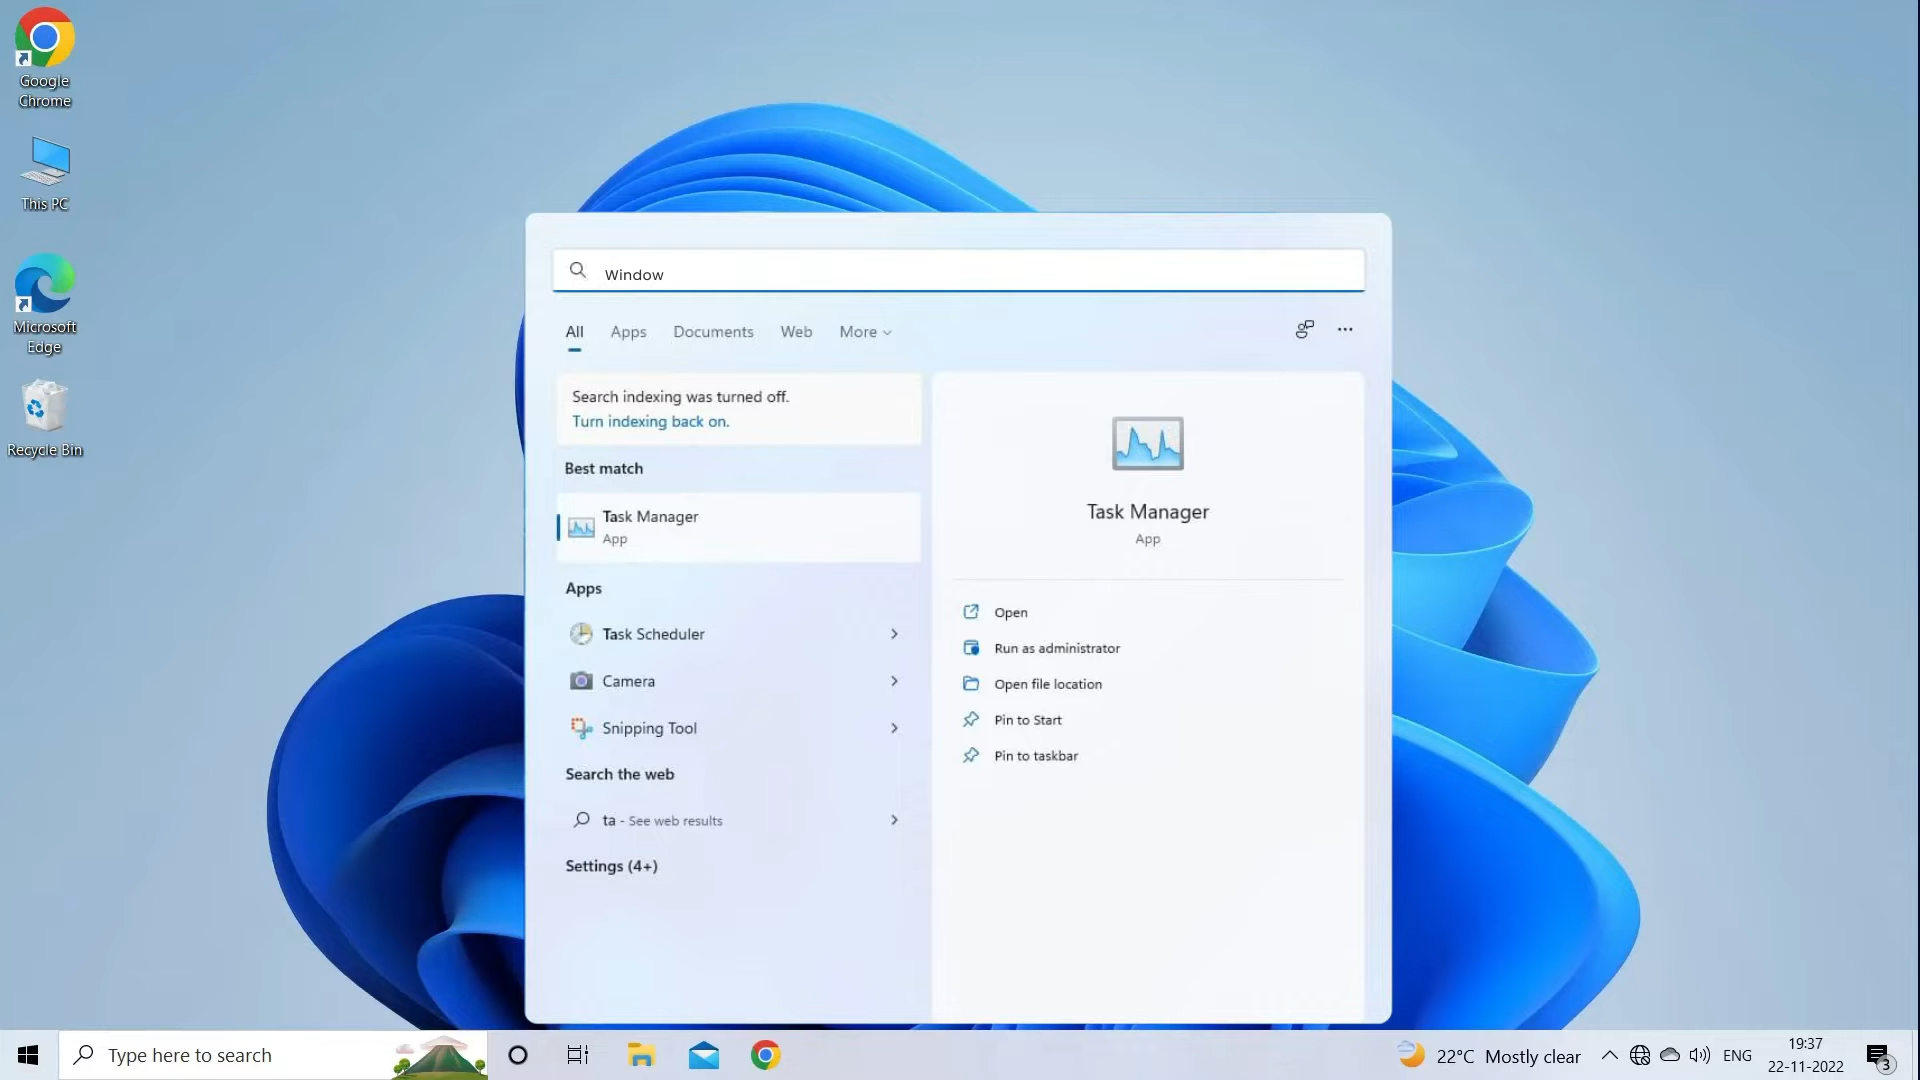 Google
Chrome
This PC
Microsoft
Edge
Recycle Bin
Window
All Apps Documents Web More
Search indexing was turned off.
Turn indexing back on.
Best match
Task Manager
App
Apps
Task Scheduler
Camera
Snipping Tool
Search the web
ta - See web results
Settings (4+)
Task Manager
App
Open
Run as administrator
Open file location
Pin to Start
Pin to taskbar
Type here to search
22°C Mostly clear
ENG
19:37
22-11-2022
3